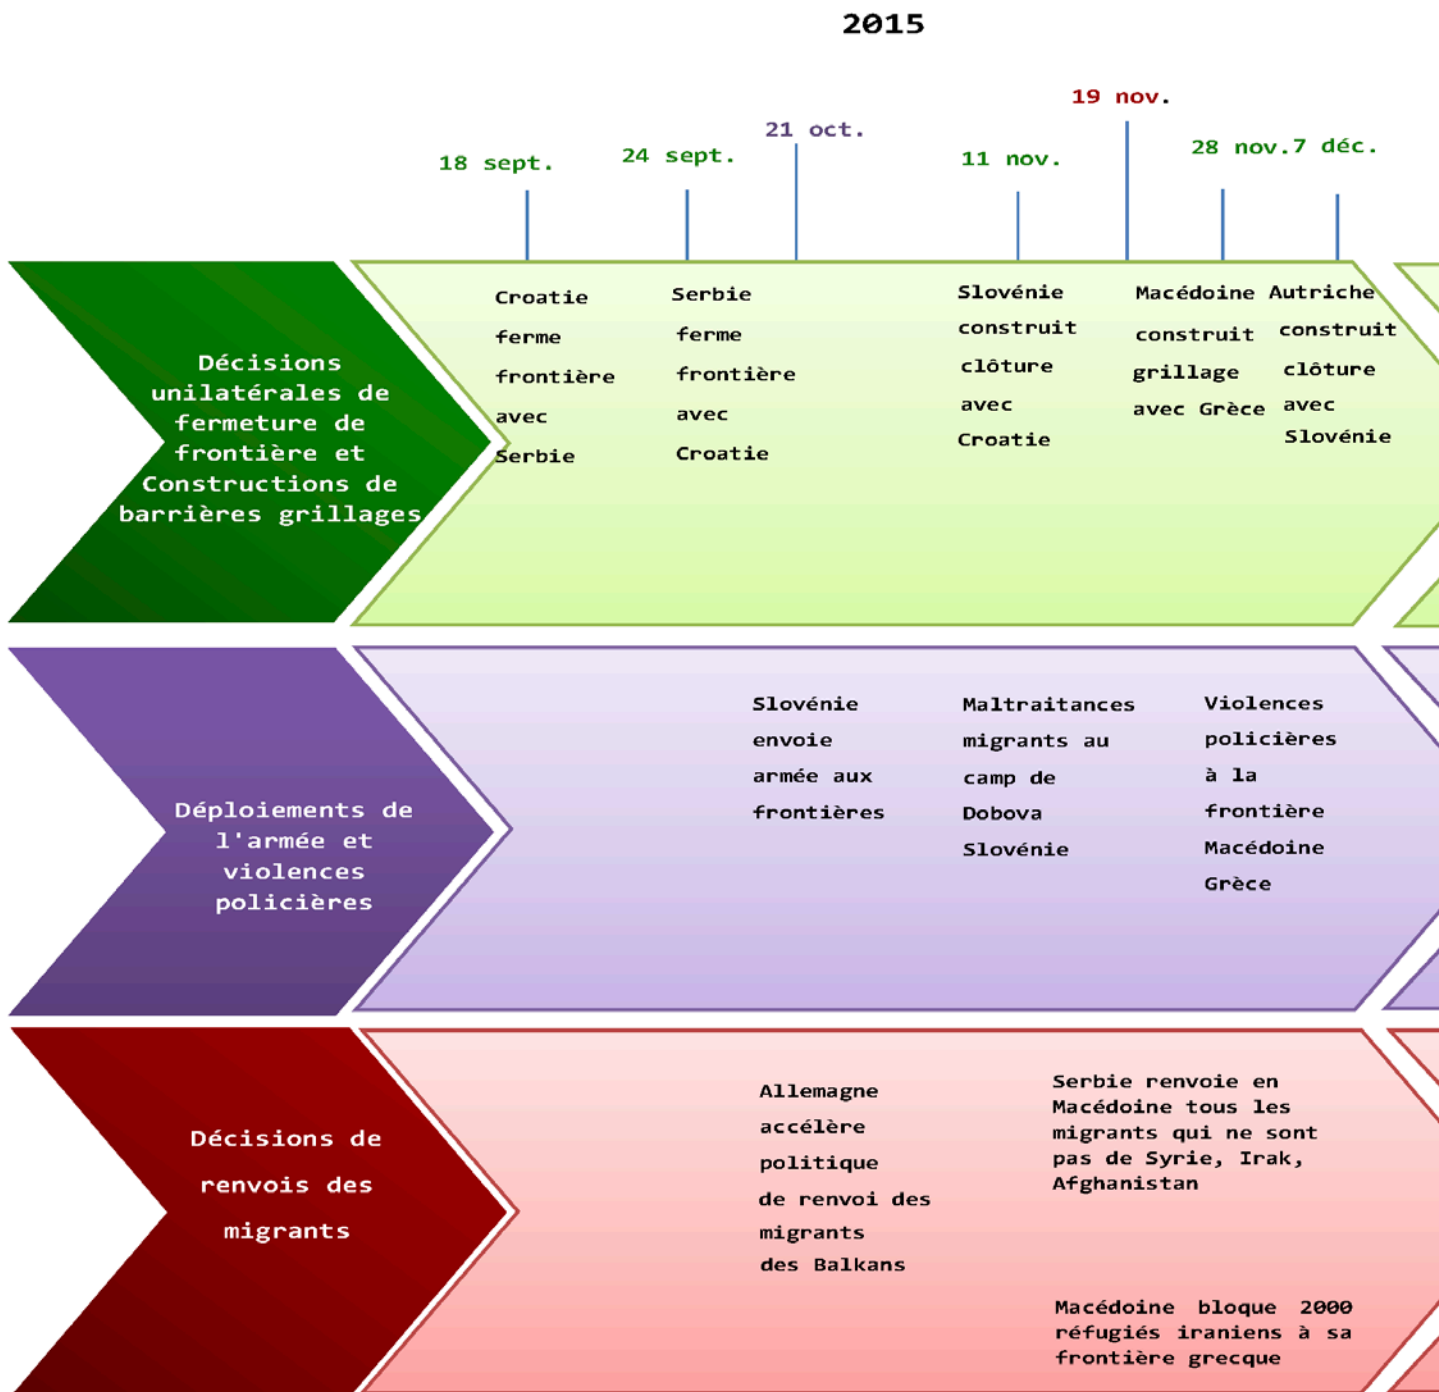 2015
18 sept.
24 sept.
21 oct.
11 nov.
19 nov.
28 nov.
7 déc.
Décisions
unilatérales de
fermeture de
frontière et
Constructions de
barrières grillages
Croatie
ferme
frontière
avec
Serbie
Serbie
ferme
frontière
avec
Croatie
Slovénie
construit
clôture
avec
Croatie
Macédoine
construit
grillage
avec Grèce
Autriche
construit
clôture
avec
Slovénie
Déploiements de
l'armée et
violences
policières
Slovénie
envoie
armée aux
frontières
Maltraitances
migrants au
camp de
Dobova
Slovénie
Violences
policières
à la
frontière
Macédoine
Grèce
Décisions de
renvois des
migrants
Allemagne
accélère
politique
de renvoi des
migrants
des Balkans
Serbie renvoie en
Macédoine tous les
migrants qui ne sont
pas de Syrie, Irak,
Afghanistan
Macédoine bloque 2000
réfugiés iraniens à sa
frontière grecque